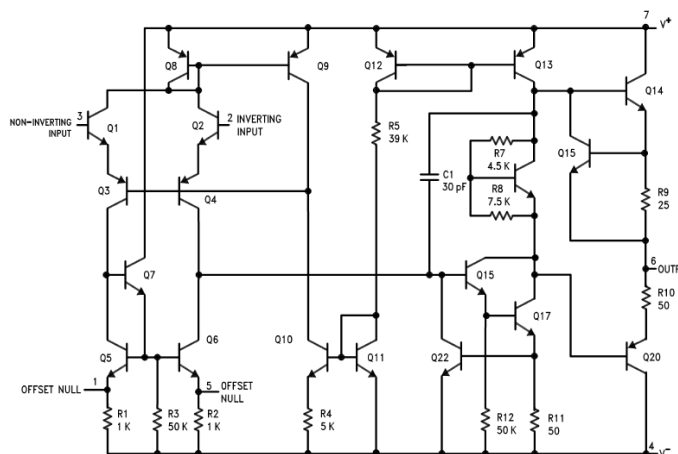 7 V+
Q8
Q9
Q12
Q13
Q14
3
NON-INVERTING
INPUT
Q1
Q2
2 INVERTING
INPUT
R5
39 K
Q15
R7
4.5 K
C1
30 pF
R8
7.5 K
R9
25
Q3
Q4
Q7
Q15
6
OUTP
R10
50
Q5
Q6
Q10
Q11
Q22
Q17
Q20
OFFSET NULL
1
5
OFFSET
NULL
R1
1 K
R3
50 K
R2
1 K
R4
5 K
R12
50 K
R11
50
4
V-